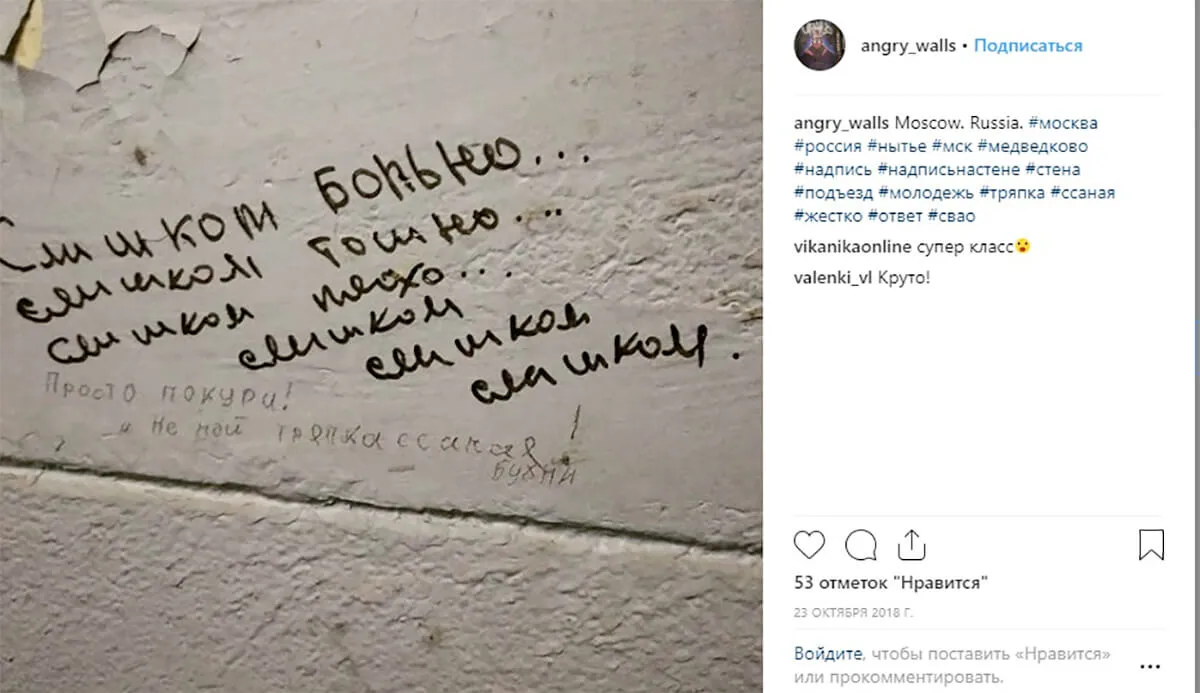 Слишком больно...
слишком тошно...
слишком плохо...
слишком
слишком
слишком.
Просто покури!
и не ной тряпка ссаная!
бухни
angry_walls • Подписаться
angry_walls Moscow. Russia. #москва
#россия #нытье #мск #медведково
#надпись #надписьнастене #стена
#подъезд #молодежь #тряпка #ссаная
#жестко #ответ #свао
vikanikaonline супер класс😮
valenki_vl Круто!
53 отметок "Нравится"
23 ОКТЯБРЯ 2018 Г.
Войдите, чтобы поставить «Нравится»
или прокомментировать.